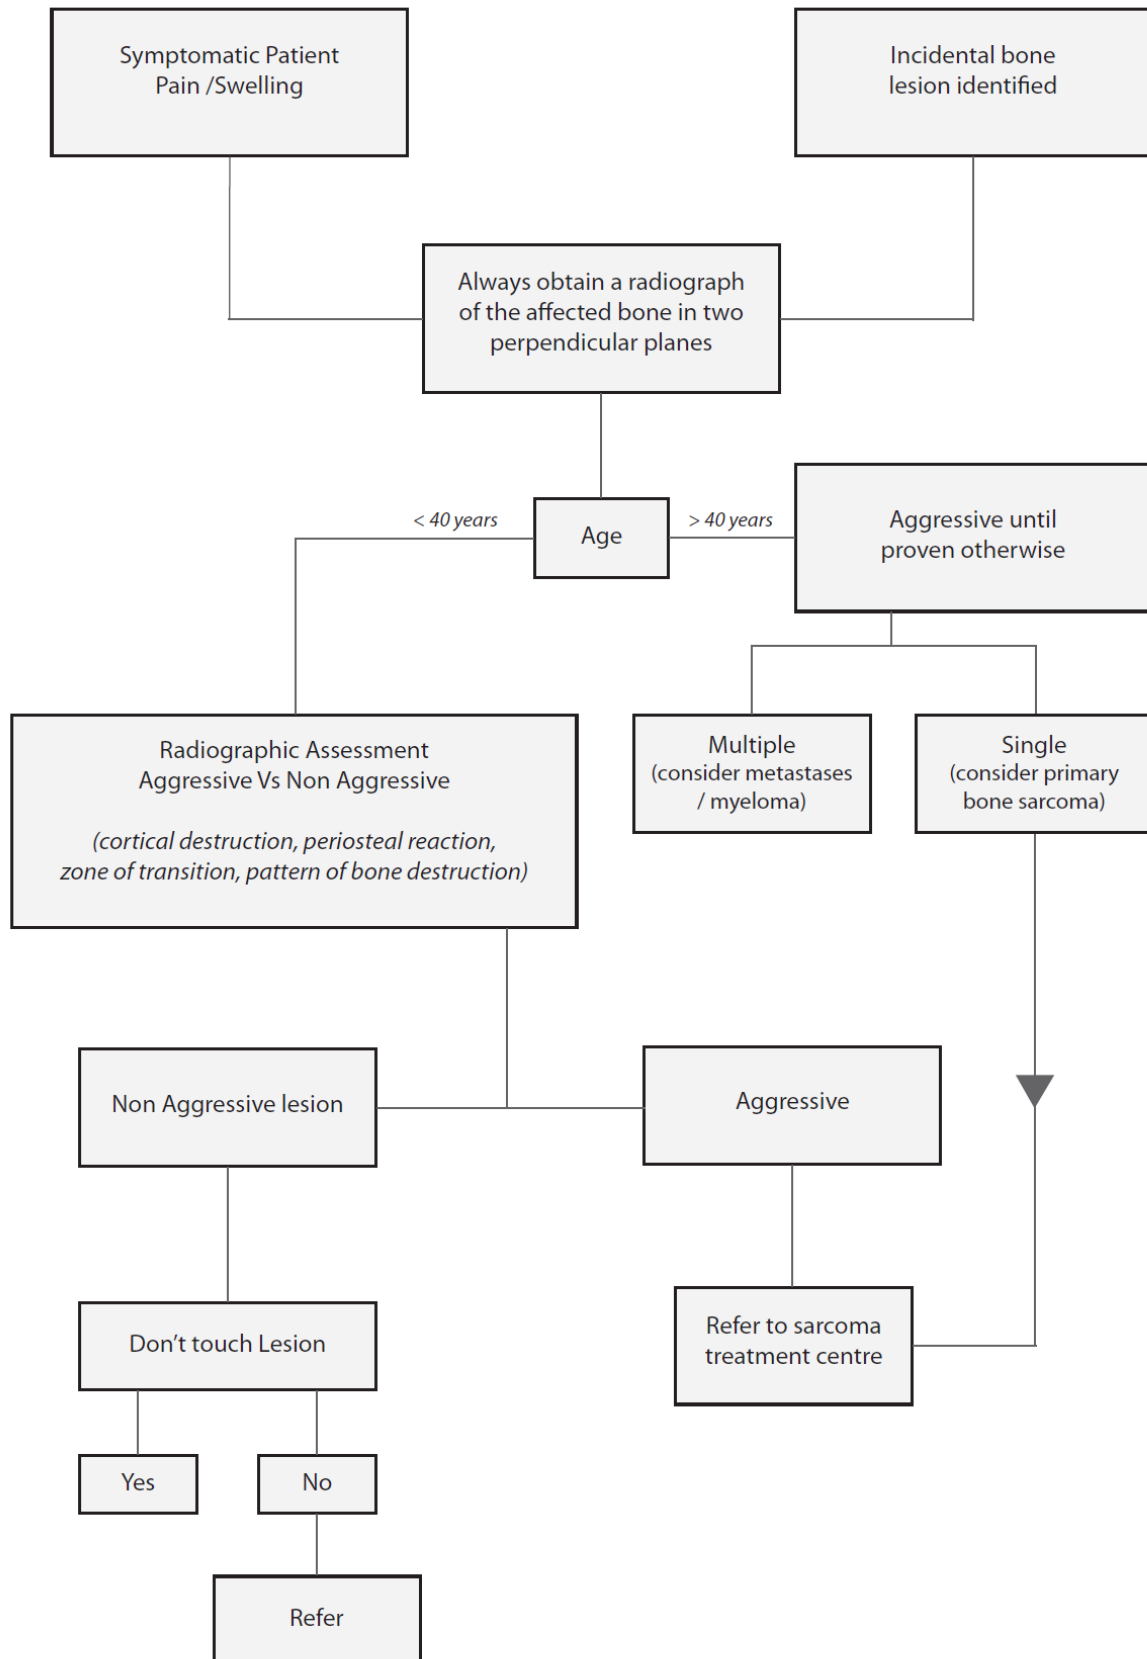 Symptomatic Patient
Pain /Swelling
Incidental bone
lesion identified
Always obtain a radiograph
of the affected bone in two
perpendicular planes
< 40 years
Age
> 40 years
Aggressive until
proven otherwise
Radiographic Assessment
Aggressive Vs Non Aggressive
(cortical destruction, periosteal reaction,
zone of transition, pattern of bone destruction)
Multiple
(consider metastases
/ myeloma)
Single
(consider primary
bone sarcoma)
Non Aggressive lesion
Aggressive
Don’t touch Lesion
Refer to sarcoma
treatment centre
Yes
No
Refer